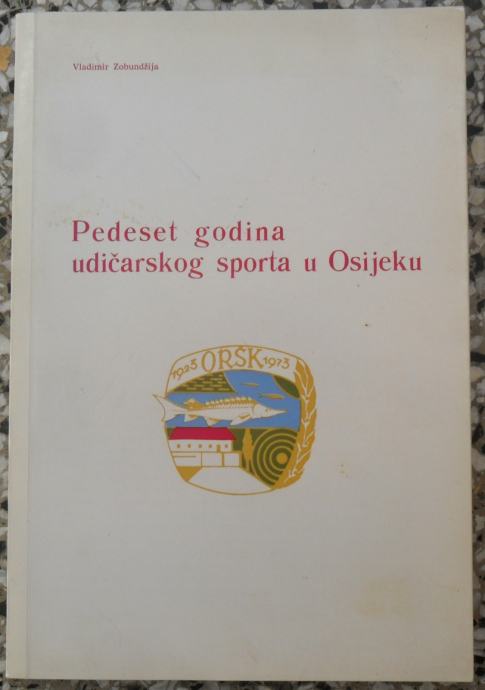 Vladimir Zobundžija
Pedeset godina
udičarskog sporta u Osijeku
1923 ORŠK 1973